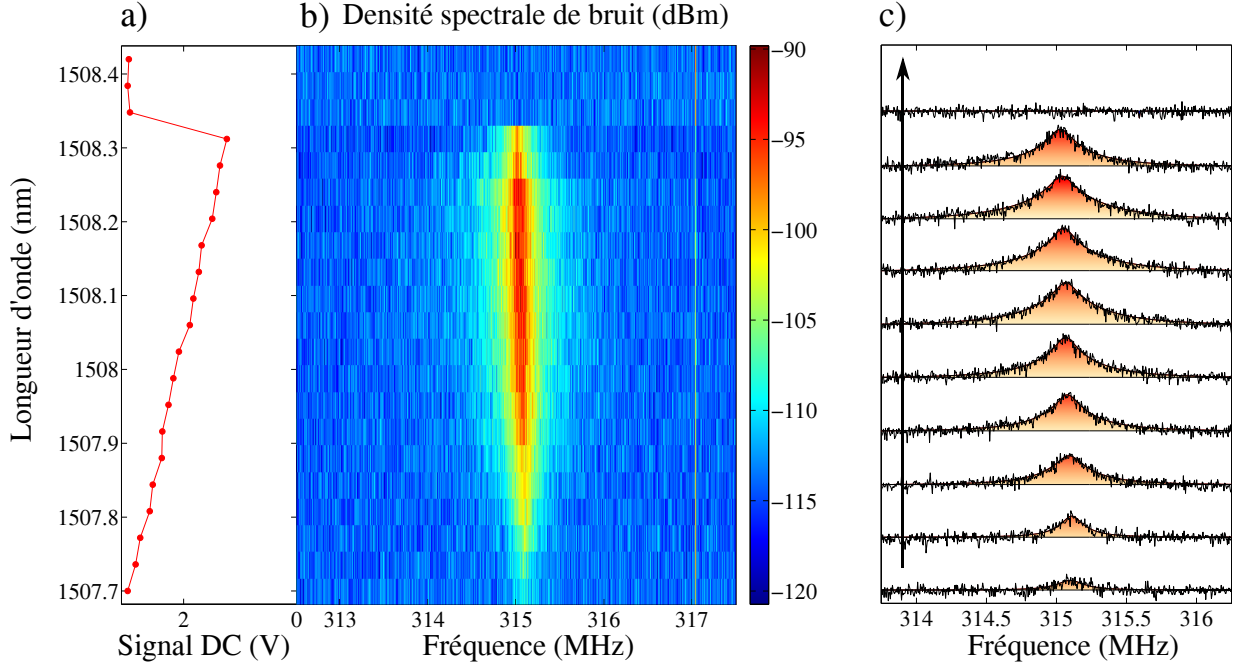 a)
b) Densité spectrale de bruit (dBm)
c)
Longueur d'onde (nm)
1508.4
1508.3
1508.2
1508.1
1508
1507.9
1507.8
1507.7
2
Signal DC (V)
0 313 314 315 316 317
Fréquence (MHz)
−90
−95
−100
−105
−110
−115
−120
314 314.5 315 315.5 316
Fréquence (MHz)